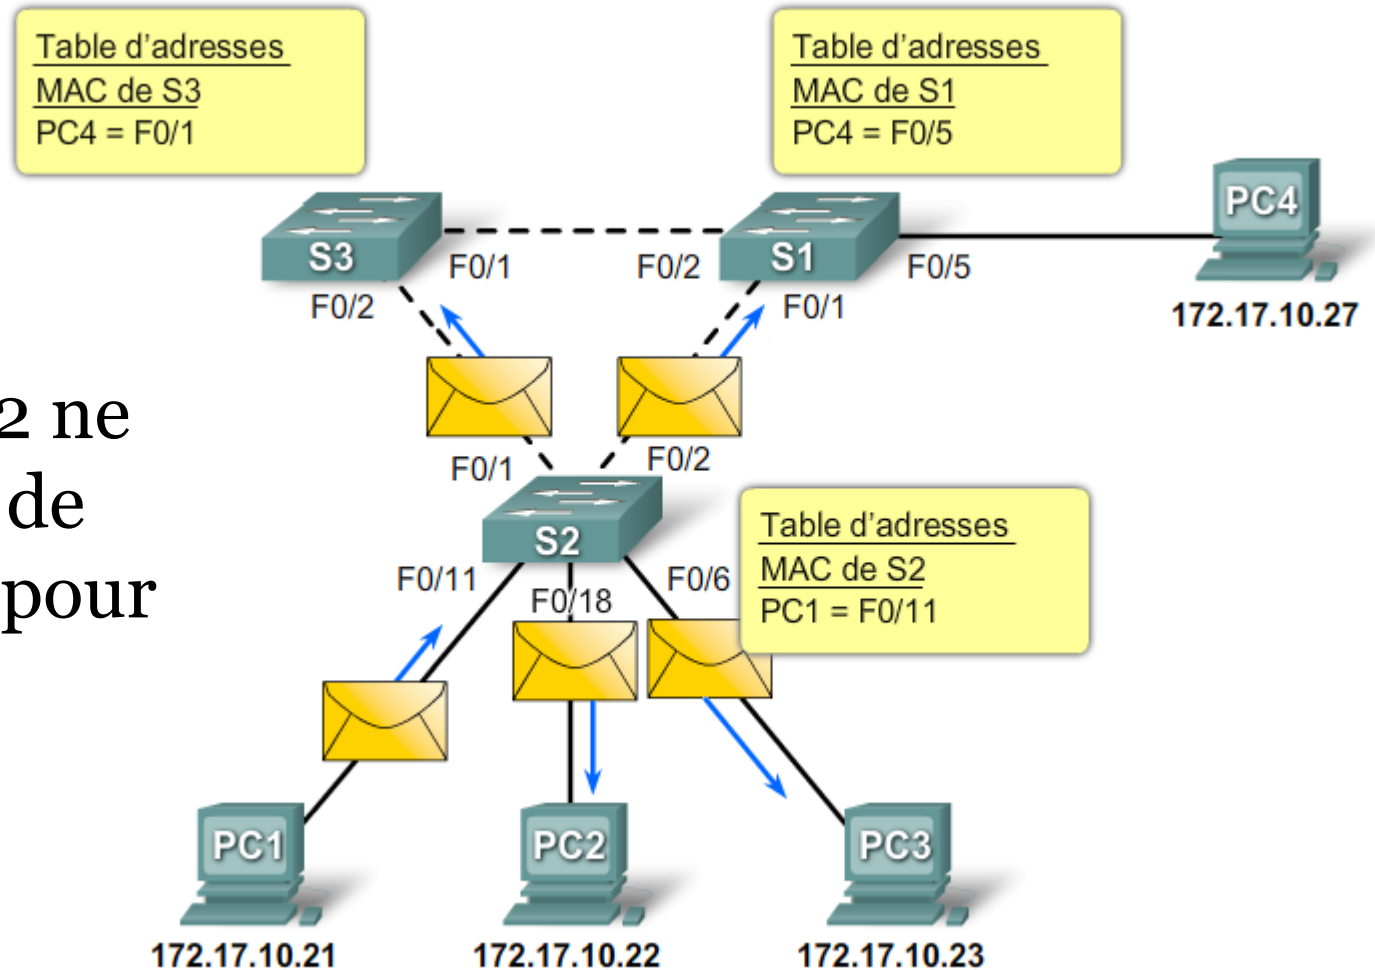 Table d'adresses
MAC de S3
PC4 = F0/1
Table d'adresses
MAC de S1
PC4 = F0/5
PC4
S3
F0/1
F0/2
S1
F0/5
F0/2
F0/1
172.17.10.27
2 ne
de
pour
F0/1
F0/2
S2
Table d'adresses
MAC de S2
PC1 = F0/11
F0/11
F0/18
F0/6
PC1
PC2
PC3
172.17.10.21
172.17.10.22
172.17.10.23